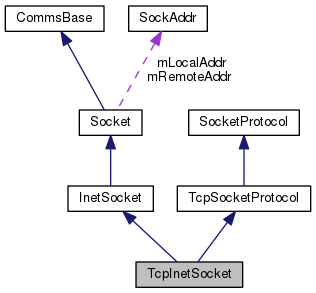 CommsBase
SockAddr
mLocalAddr
mRemoteAddr
Socket
SocketProtocol
InetSocket
TcpSocketProtocol
TcpInetSocket